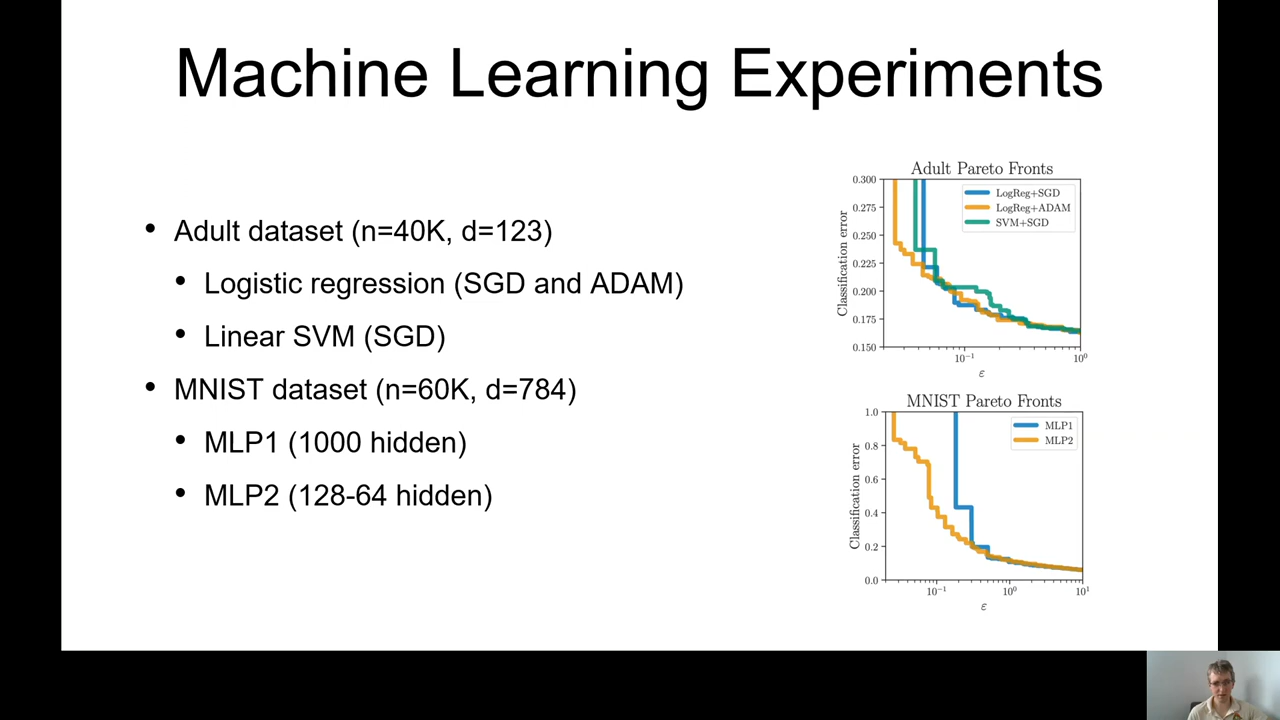 Machine Learning Experiments
• Adult dataset (n=40K, d=123)
• Logistic regression (SGD and ADAM)
• Linear SVM (SGD)
• MNIST dataset (n=60K, d=784)
• MLP1 (1000 hidden)
• MLP2 (128-64 hidden)
Adult Pareto Fronts
0.300
0.275
0.250
0.225
0.200
0.175
0.150
Classification error
LogReg+SGD
LogReg+ADAM
SVM+SGD
10⁻¹
10⁰
ε
MNIST Pareto Fronts
1.0
0.8
0.6
0.4
0.2
0.0
Classification error
MLP1
MLP2
10⁻¹
10⁰
10¹
ε